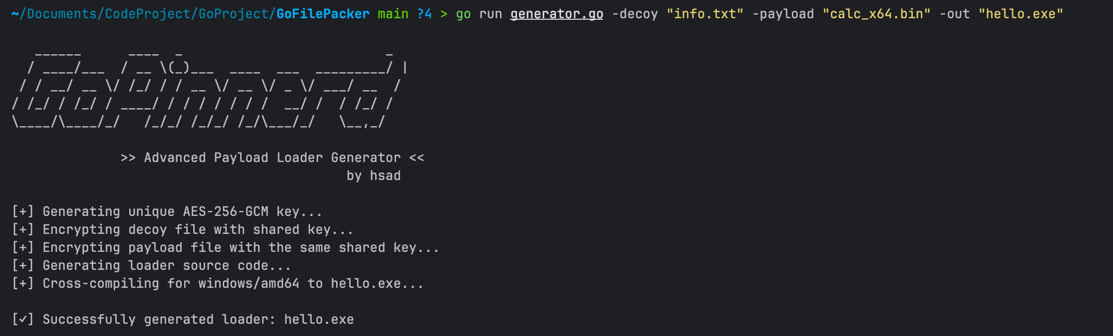 ~/Documents/CodeProject/GoProject/GoFilePacker main ?4 > go run generator.go -decoy "info.txt" -payload "calc_x64.bin" -out "hello.exe"
>> Advanced Payload Loader Generator <<
by hsad
[+] Generating unique AES-256-GCM key...
[+] Encrypting decoy file with shared key...
[+] Encrypting payload file with the same shared key...
[+] Generating loader source code...
[+] Cross-compiling for windows/amd64 to hello.exe...
[✓] Successfully generated loader: hello.exe